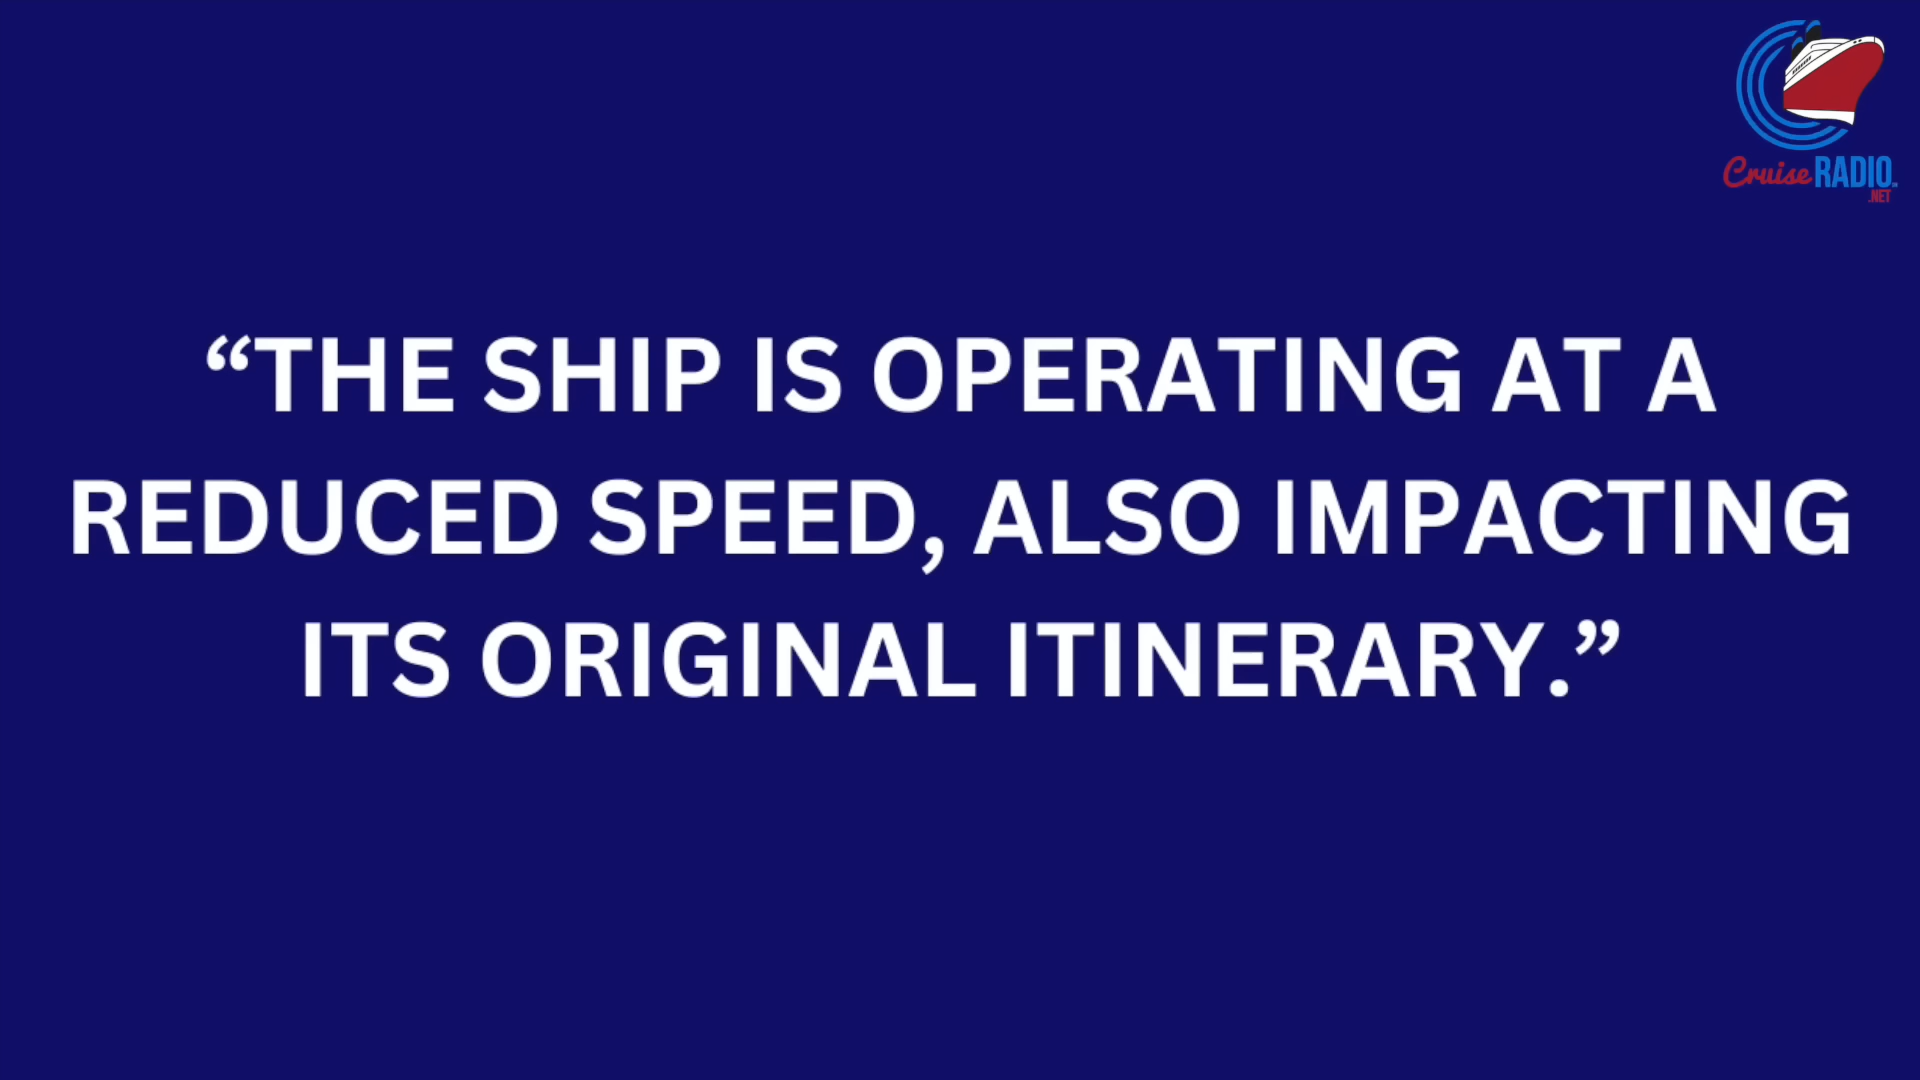 Cruise RADIO.
.NET
“THE SHIP IS OPERATING AT A
REDUCED SPEED, ALSO IMPACTING
ITS ORIGINAL ITINERARY.”